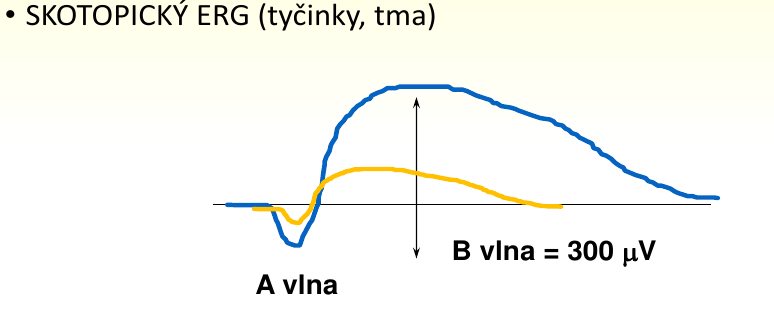 • SKOTOPICKÝ ERG (tyčinky, tma)
B vlna = 300 μV
A vlna